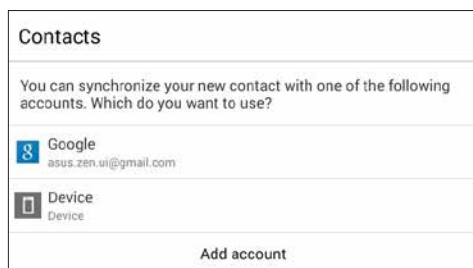 Contacts
You can synchronize your new contact with one of the following
accounts. Which do you want to use?
Google
asus.zen.ui@gmail.com
Device
Device
Add account